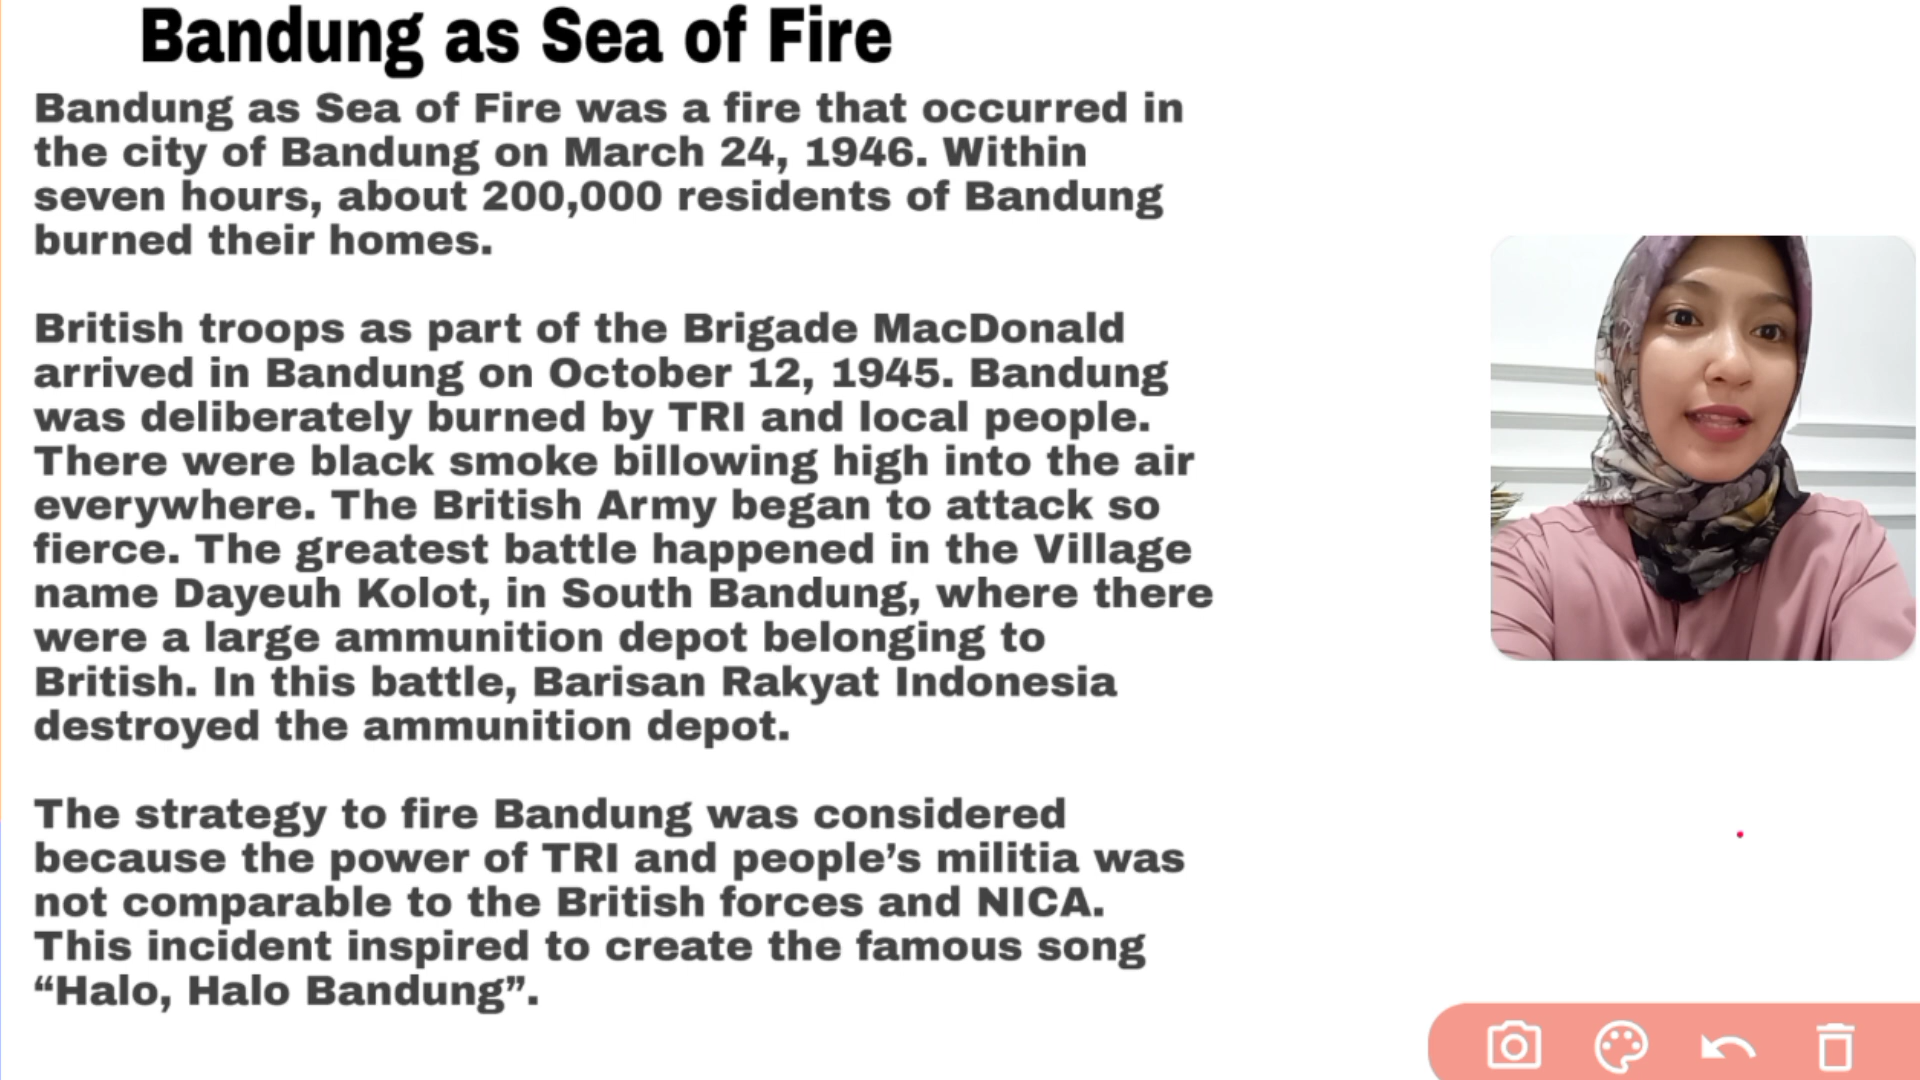 Bandung as Sea of Fire
Bandung as Sea of Fire was a fire that occurred in
the city of Bandung on March 24, 1946. Within
seven hours, about 200,000 residents of Bandung
burned their homes.
British troops as part of the Brigade MacDonald
arrived in Bandung on October 12, 1945. Bandung
was deliberately burned by TRI and local people.
There were black smoke billowing high into the air
everywhere. The British Army began to attack so
fierce. The greatest battle happened in the Village
name Dayeuh Kolot, in South Bandung, where there
were a large ammunition depot belonging to
British. In this battle, Barisan Rakyat Indonesia
destroyed the ammunition depot.
The strategy to fire Bandung was considered
because the power of TRI and people’s militia was
not comparable to the British forces and NICA.
This incident inspired to create the famous song
“Halo, Halo Bandung”.